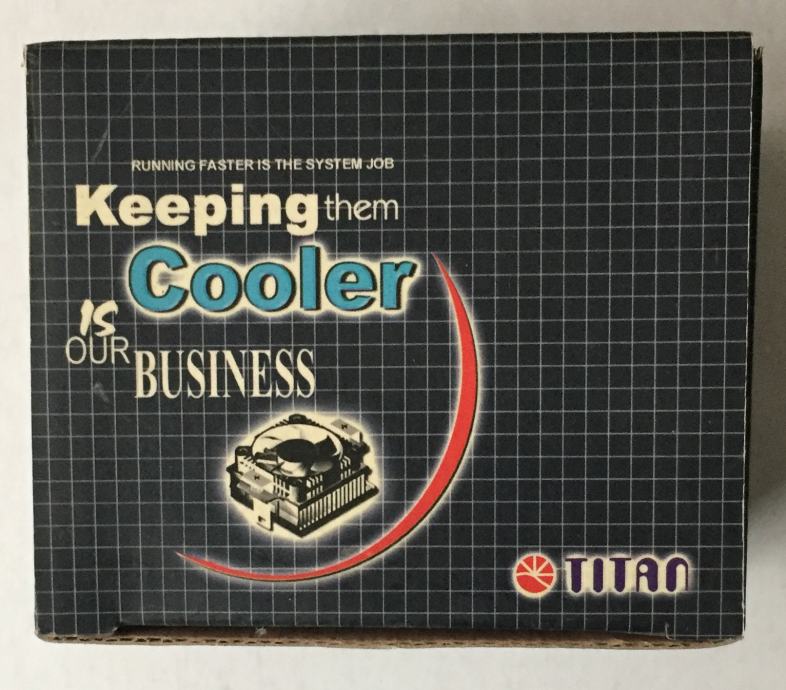 RUNNING FASTER IS THE SYSTEM JOB
Keeping them
Cooler
IS
OUR BUSINESS
TITAN